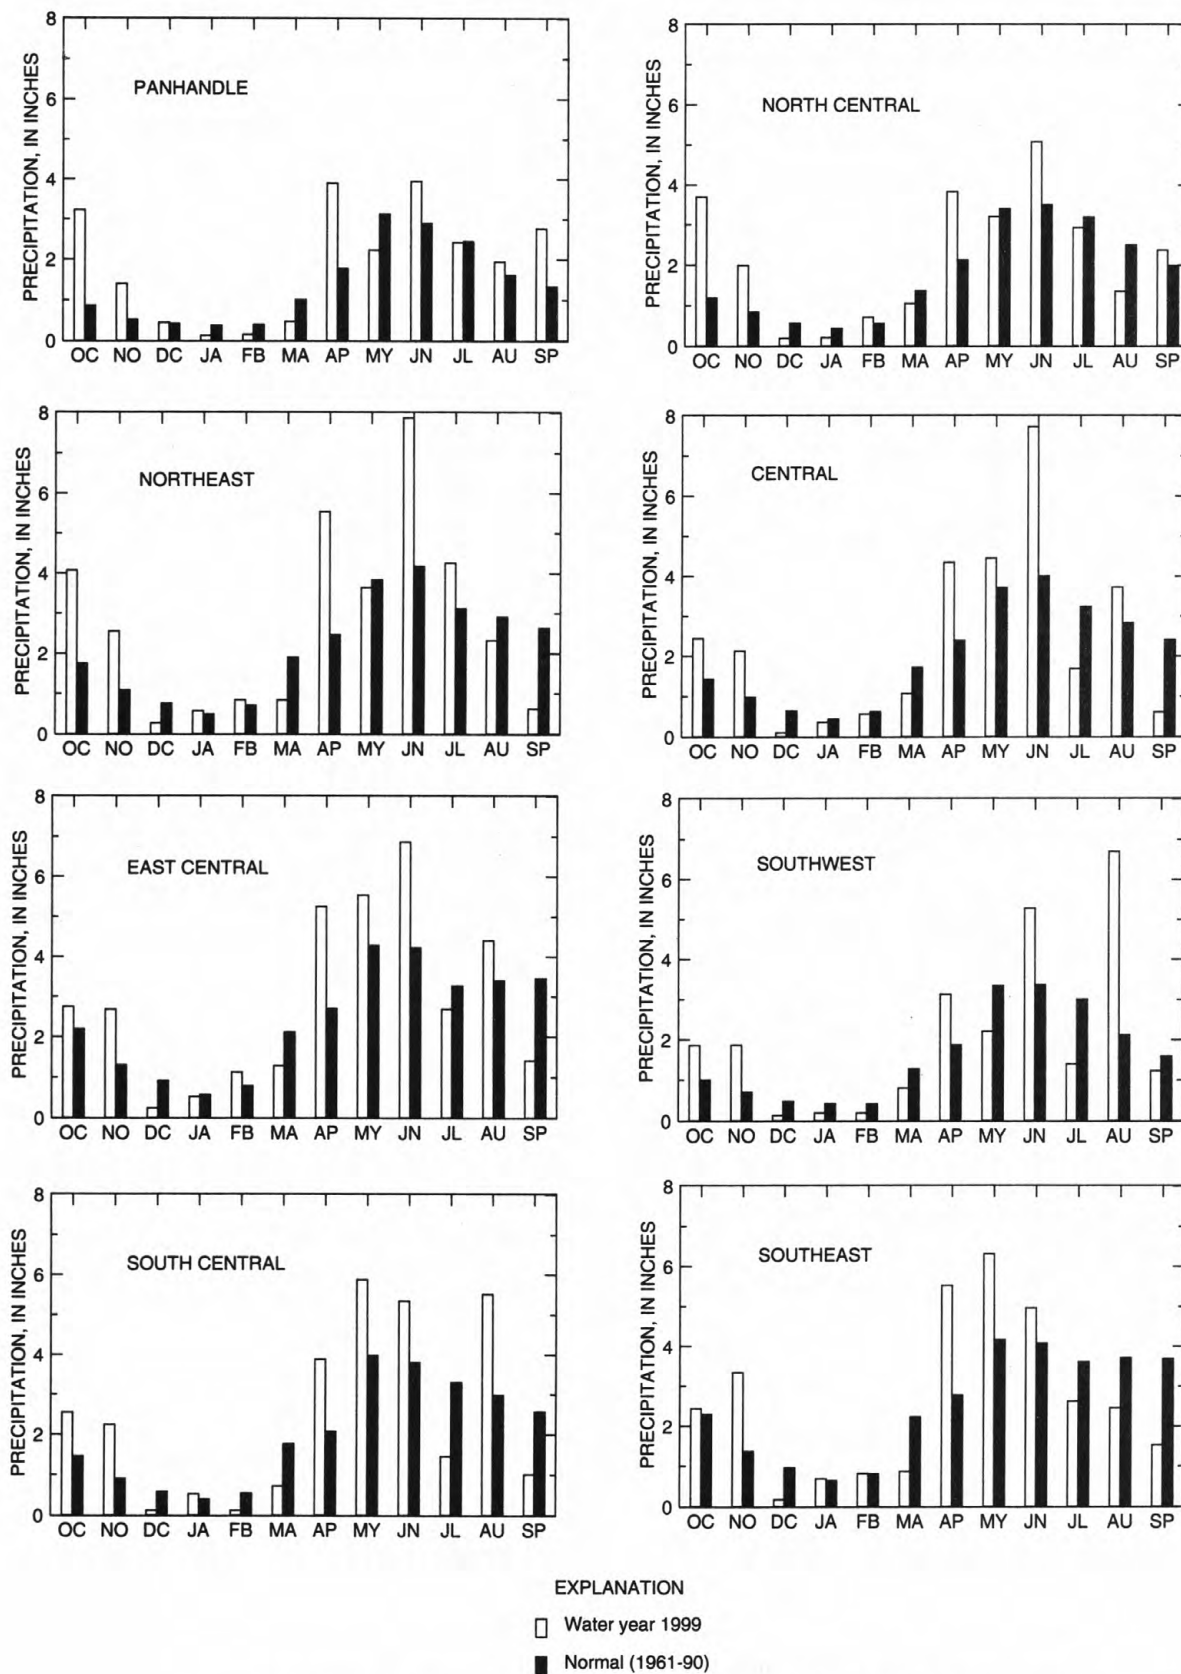 PRECIPITATION, IN INCHES
8
6
4
2
0
PANHANDLE
OC NO DC JA FB MA AP MY JN JL AU SP
PRECIPITATION, IN INCHES
8
6
4
2
0
NORTH CENTRAL
OC NO DC JA FB MA AP MY JN JL AU SP
PRECIPITATION, IN INCHES
8
6
4
2
0
NORTHEAST
OC NO DC JA FB MA AP MY JN JL AU SP
PRECIPITATION, IN INCHES
8
6
4
2
0
CENTRAL
OC NO DC JA FB MA AP MY JN JL AU SP
PRECIPITATION, IN INCHES
8
6
4
2
0
EAST CENTRAL
OC NO DC JA FB MA AP MY JN JL AU SP
PRECIPITATION, IN INCHES
8
6
4
2
0
SOUTHWEST
OC NO DC JA FB MA AP MY JN JL AU SP
PRECIPITATION, IN INCHES
8
6
4
2
0
SOUTH CENTRAL
OC NO DC JA FB MA AP MY JN JL AU SP
PRECIPITATION, IN INCHES
8
6
4
2
0
SOUTHEAST
OC NO DC JA FB MA AP MY JN JL AU SP
EXPLANATION
Water year 1999
Normal (1961-90)